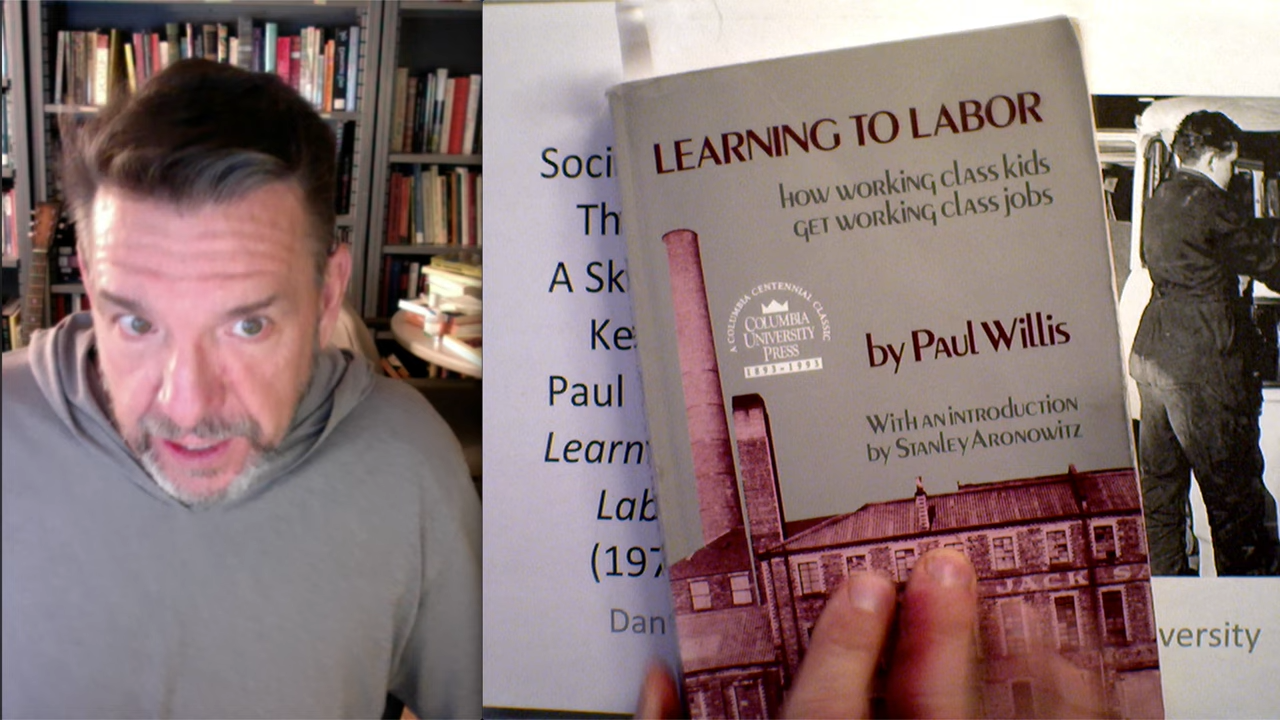 Soci
Th
A Sk
Ke
Paul
Learn
Lab
(197
Dan
LEARNING TO LABOR
how working class kids
get working class jobs
A COLUMBIA CENTENNIAL CLASSIC
COLUMBIA
UNIVERSITY
PRESS
1893-1993
by Paul Willis
With an introduction
by Stanley Aronowitz
versity